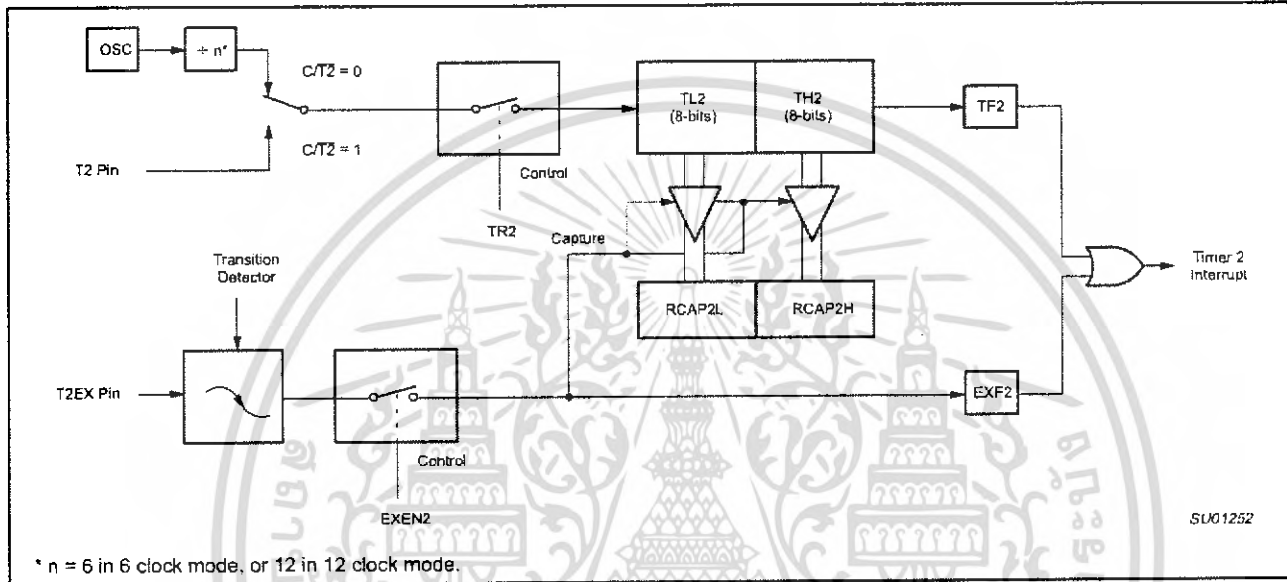 OSC
÷ n*
C/T2̅ = 0
C/T2̅ = 1
T2 Pin
Control
TR2
TL2
(8-bits)
TH2
(8-bits)
TF2
Capture
Transition
Detector
RCAP2L
RCAP2H
Timer 2
Interrupt
T2EX Pin
Control
EXEN2
EXF2
SU01252
* n = 6 in 6 clock mode, or 12 in 12 clock mode.